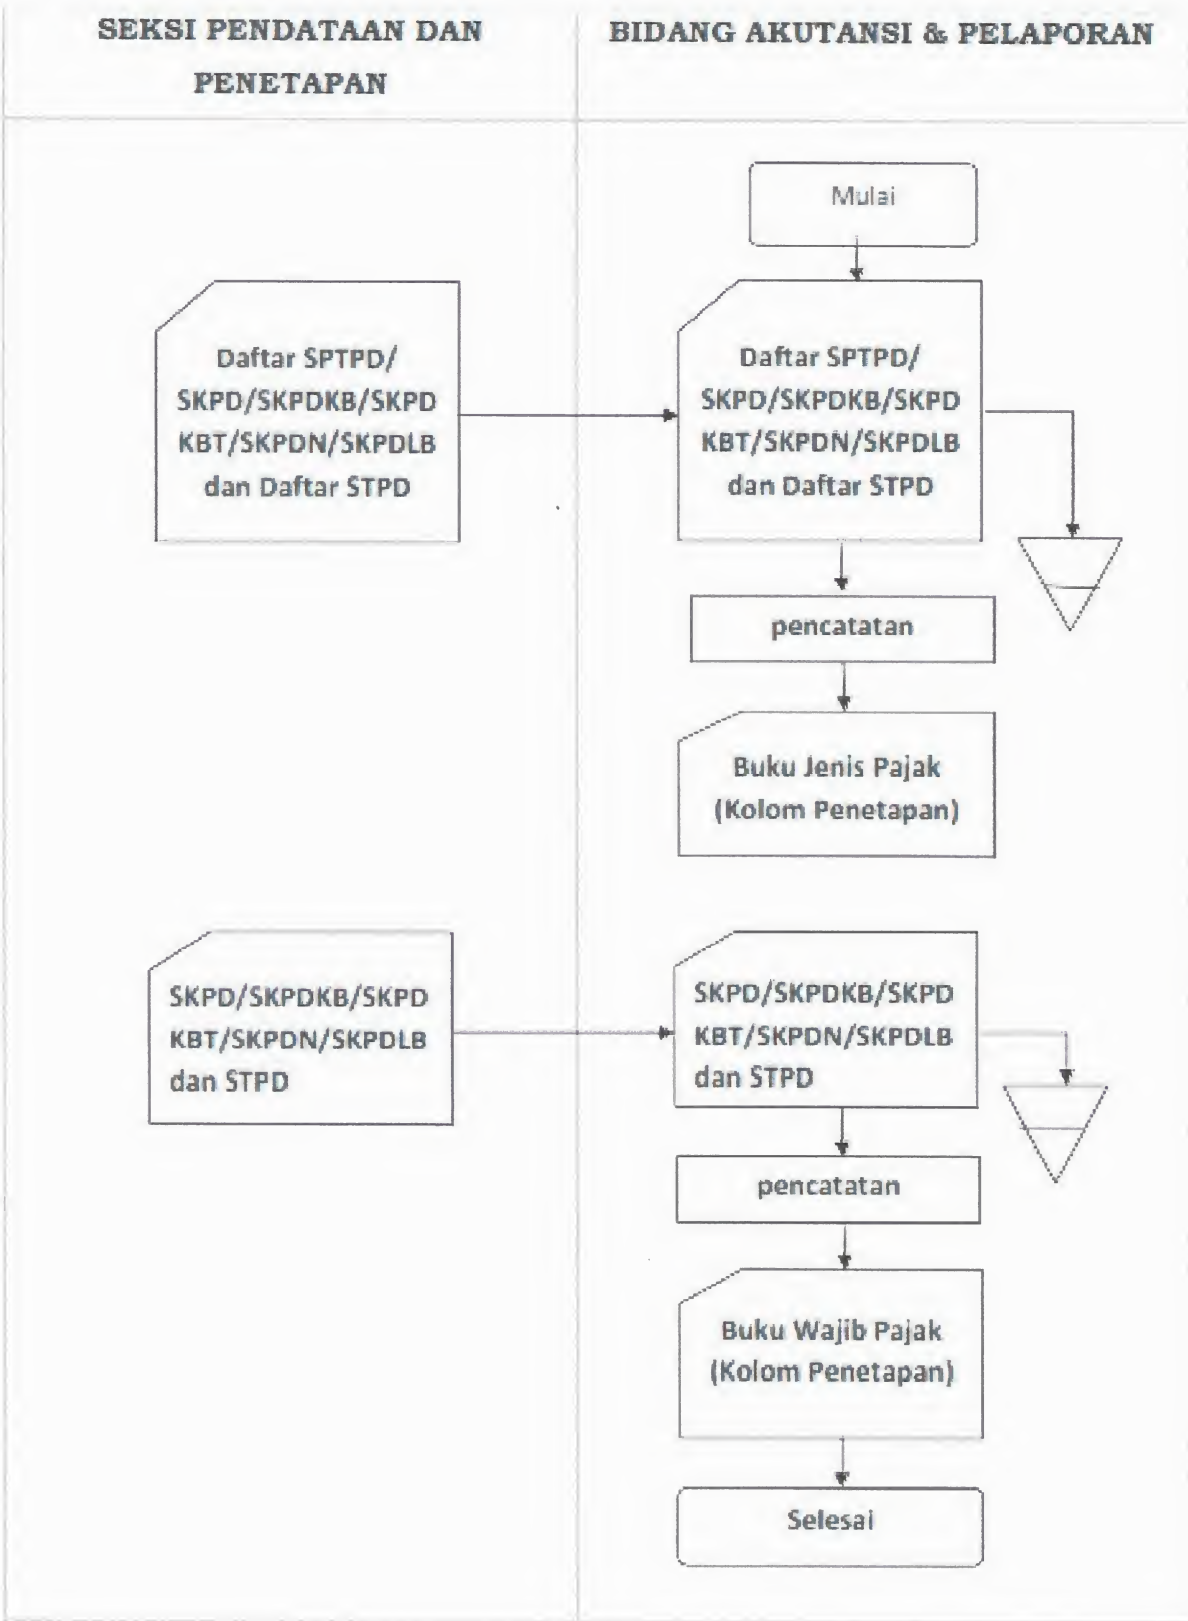 SEKSI PENDATAAN DAN
PENETAPAN
BIDANG AKUTANSI & PELAPORAN
Mulai
Daftar SPTPD/
SKPD/SKPDKB/SKPD
KBT/SKPDN/SKPDLB
dan Daftar STPD
Daftar SPTPD/
SKPD/SKPDKB/SKPD
KBT/SKPDN/SKPDLB
dan Daftar STPD
pencatatan
Buku Jenis Pajak
(Kolom Penetapan)
SKPD/SKPDKB/SKPD
KBT/SKPDN/SKPDLB
dan STPD
SKPD/SKPDKB/SKPD
KBT/SKPDN/SKPDLB
dan STPD
pencatatan
Buku Wajib Pajak
(Kolom Penetapan)
Selesai